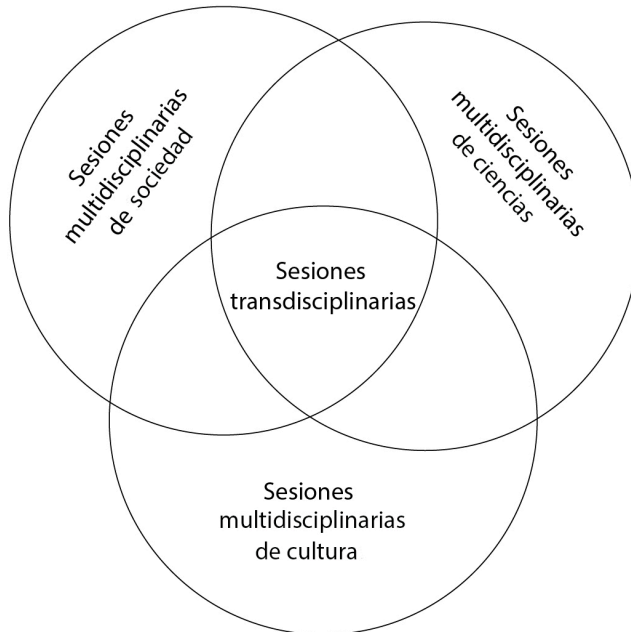 Sesiones
multidisciplinarias
de sociedad
Sesiones
multidisciplinarias
de ciencias
Sesiones
transdisciplinarias
Sesiones
multidisciplinarias
de cultura